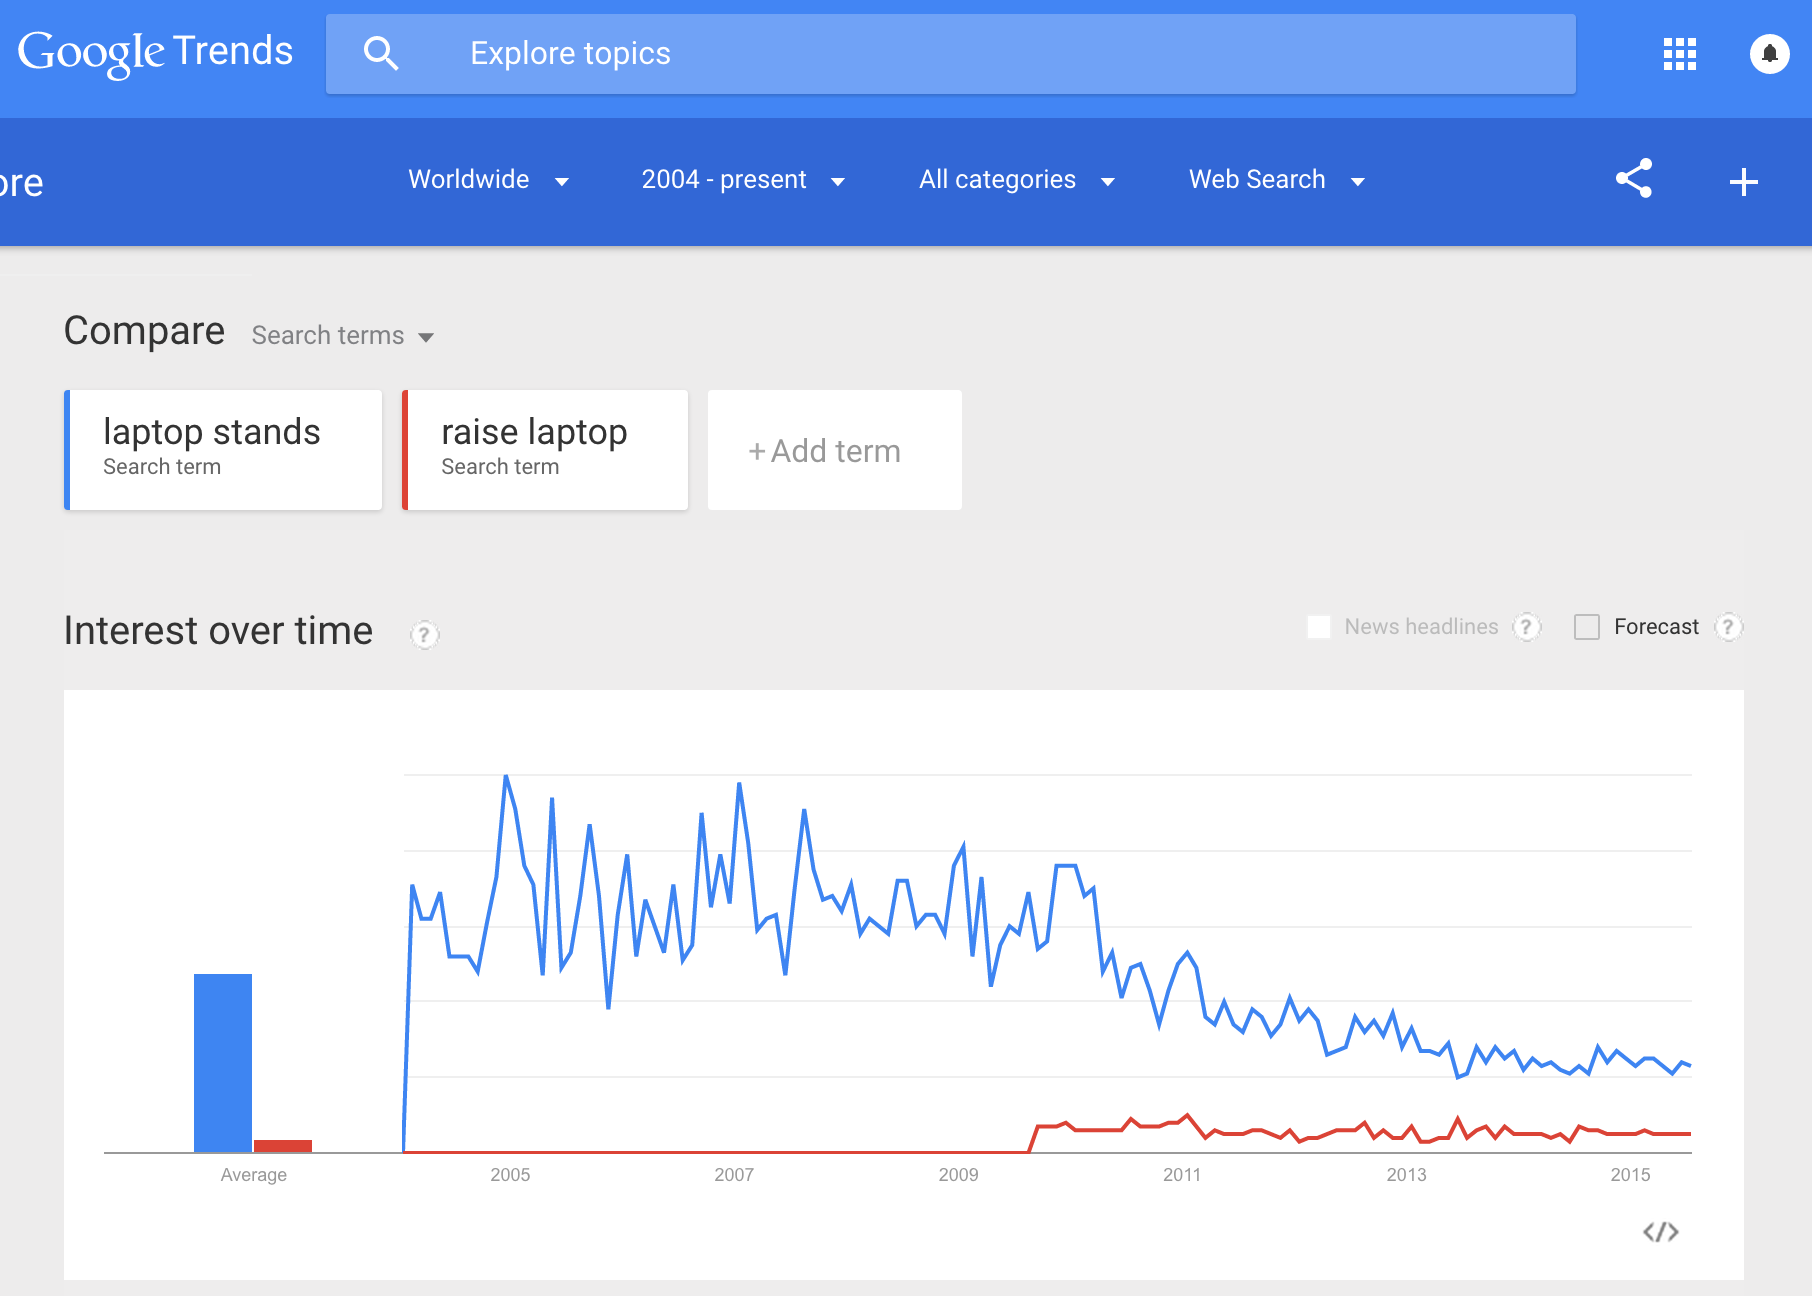 Google Trends
Explore topics
ore
Worldwide
2004 - present
All categories
Web Search
Compare
Search terms
laptop stands
Search term
raise laptop
Search term
+Add term
Interest over time
?
News headlines
?
Forecast
?
Average
2005
2007
2009
2011
2013
2015
</>